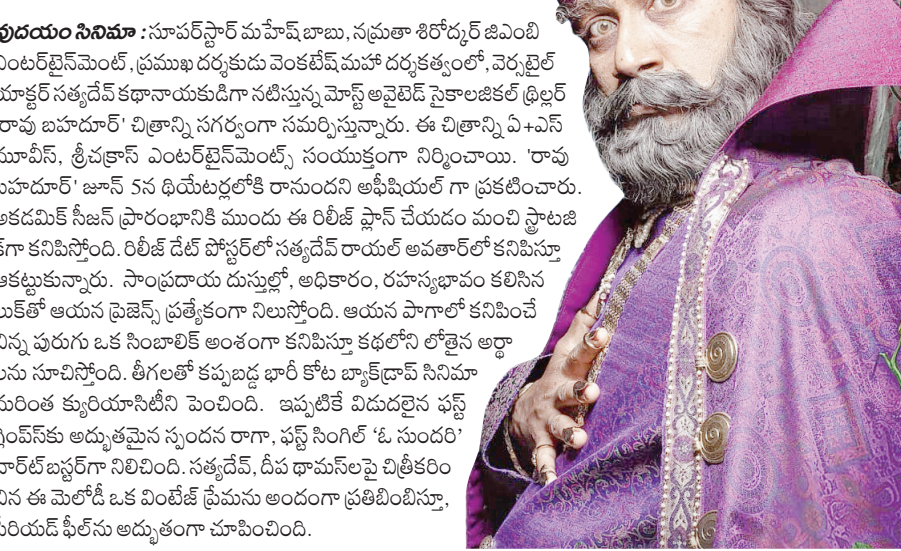 వుదయం సినిమా : సూపర్‌స్టార్ మహేష్ బాబు, నమ్రతా శిరోద్కర్ జిఎంబి
ఎంటర్‌టైన్‌మెంట్, ప్రముఖ దర్శకుడు వెంకటేష్ మహా దర్శకత్వంలో, వెర్సటైల్
యాక్టర్ సత్యదేవ్ కథానాయకుడిగా నటిస్తున్న మోస్ట్ అవైటెడ్ సైకాలజికల్ థ్రిల్లర్
'రావు బహదూర్' చిత్రాన్ని సగర్వంగా సమర్పిస్తున్నారు. ఈ చిత్రాన్ని ఏ+ఎస్
మూవీస్, శ్రీచక్రాస్ ఎంటర్‌టైన్‌మెంట్స్ సంయుక్తంగా నిర్మించాయి. 'రావు
బహదూర్' జూన్ 5న థియేటర్లలోకి రానుందని అఫీషియల్ గా ప్రకటించారు.
అకడమిక్ సీజన్ ప్రారంభానికి ముందు ఈ రిలీజ్ ప్లాన్ చేయడం మంచి స్ట్రాటజి
క్‌గా కనిపిస్తోంది. రిలీజ్ డేట్ పోస్టర్‌లో సత్యదేవ్ రాయల్ అవతార్‌లో కనిపిస్తూ
ఆకట్టుకున్నారు. సాంప్రదాయ దుస్తుల్లో, అధికారం, రహస్యభావం కలిసిన
లుక్‌తో ఆయన ప్రెజెన్స్ ప్రత్యేకంగా నిలుస్తోంది. ఆయన పాగాలో కనిపించే
చిన్న పురుగు ఒక సింబాలిక్ అంశంగా కనిపిస్తూ కథలోని లోతైన అర్థా
లను సూచిస్తోంది. తీగలతో కప్పబడ్డ భారీ కోట బ్యాక్‌డ్రాప్ సినిమా
మరింత క్యురియాసిటీని పెంచింది. ఇప్పటికే విడుదలైన ఫస్ట్
గ్లింప్స్‌కు అద్భుతమైన స్పందన రాగా, ఫస్ట్ సింగిల్ ‘ఓ సుందరి’
చార్ట్‌బస్టర్‌గా నిలిచింది. సత్యదేవ్, దీప థామస్‌లపై చిత్రీకరిం
చిన ఈ మెలోడీ ఒక వింటేజ్ ప్రేమను అందంగా ప్రతిబింబిస్తూ,
పీరియడ్ ఫీల్‌ను అద్భుతంగా చూపించింది.